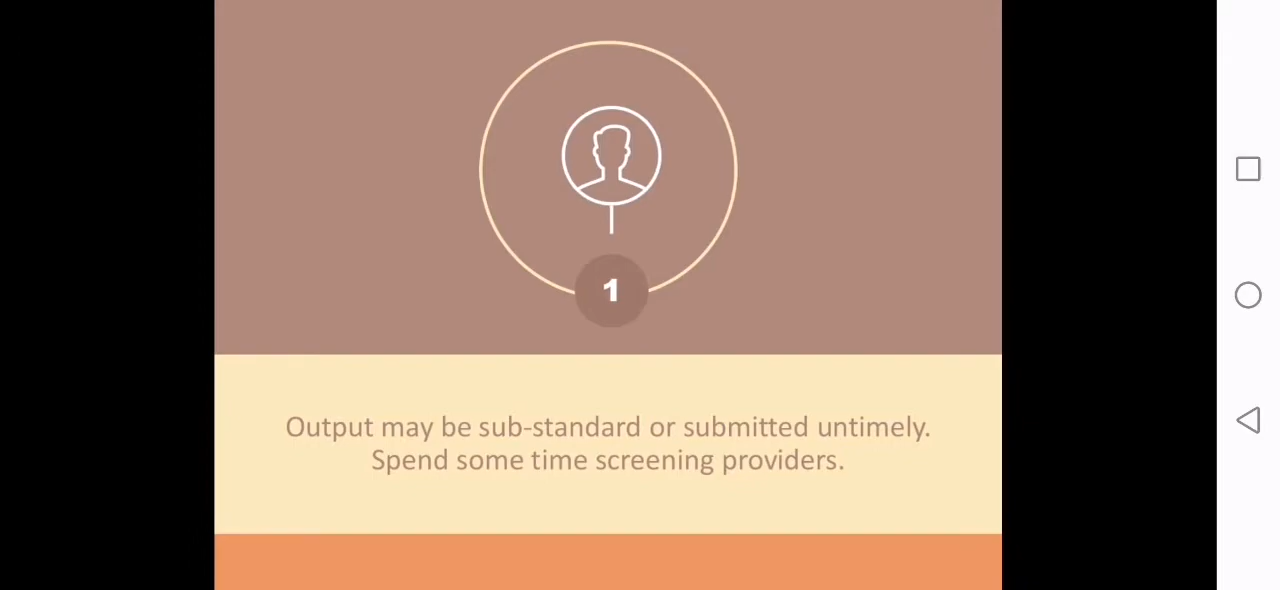 1
Output may be sub-standard or submitted untimely.
Spend some time screening providers.